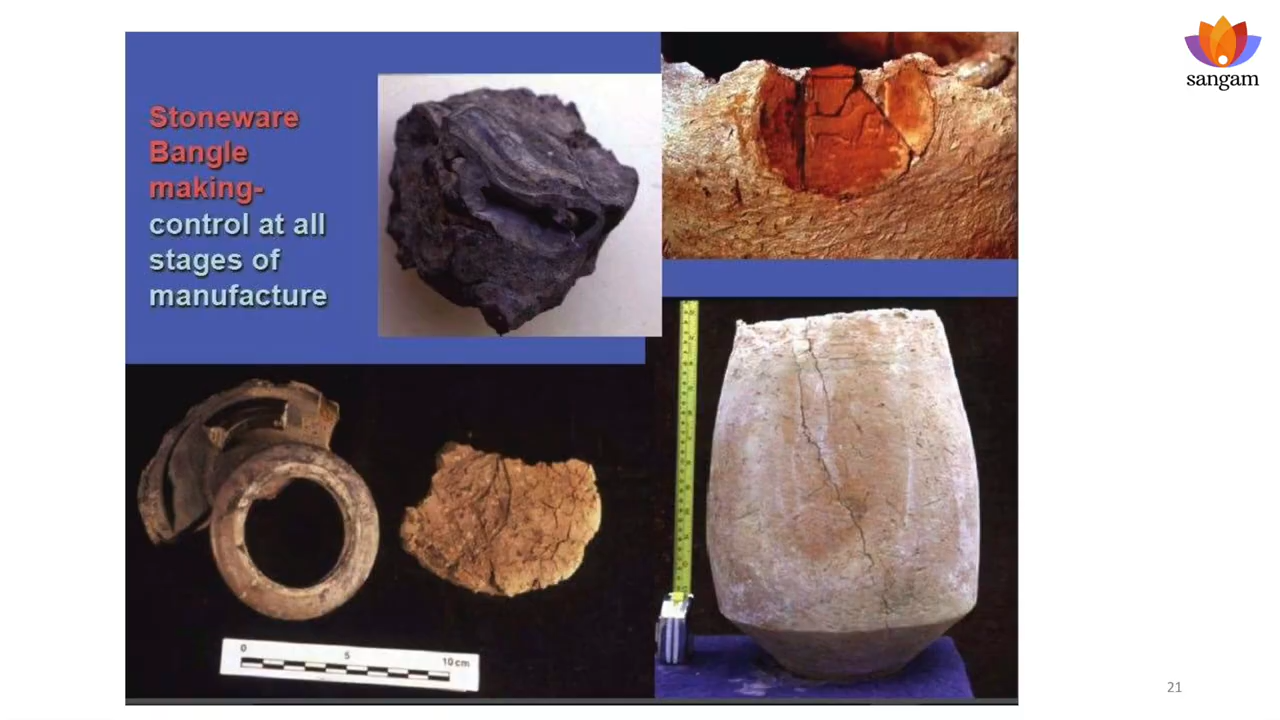 Stoneware
Bangle
making-
control at all
stages of
manufacture
sangam
0
5
10 cm
21